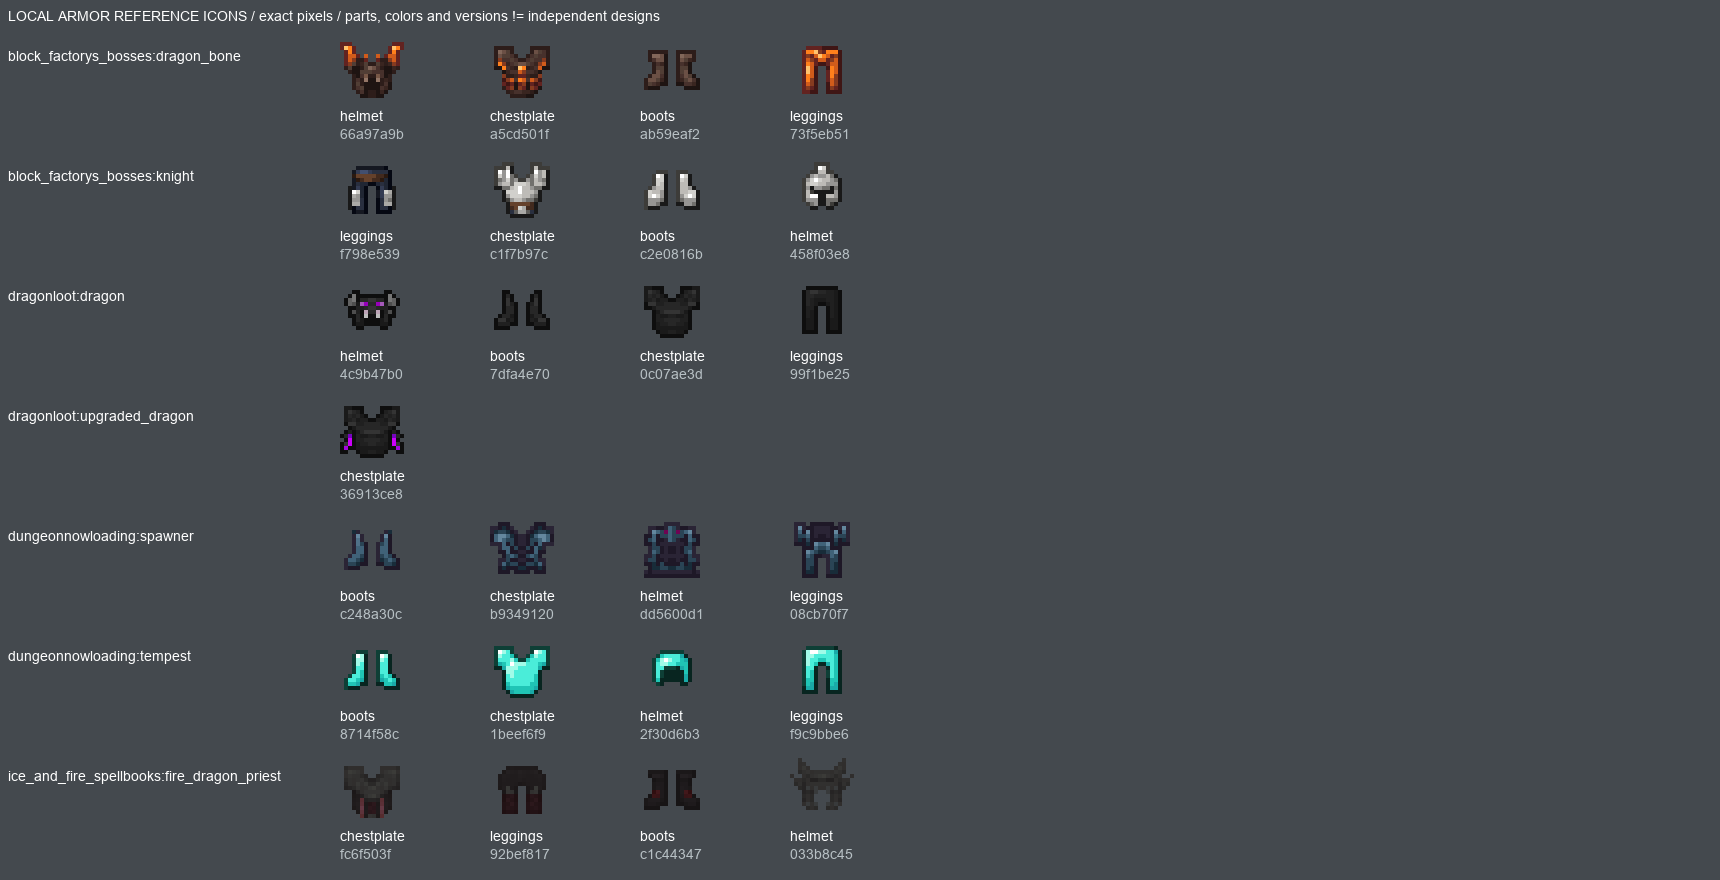 LOCAL ARMOR REFERENCE ICONS / exact pixels / parts, colors and versions != independent designs
block_factorys_bosses:dragon_bone
helmet chestplate boots leggings
66a97a9b a5cd501f ab59eaf2 73f5eb51
block_factorys_bosses:knight
leggings chestplate boots helmet
f798e539 c1f7b97c c2e0816b 458f03e8
dragonloot:dragon
helmet boots chestplate leggings
4c9b47b0 7dfa4e70 0c07ae3d 99f1be25
dragonloot:upgraded_dragon
chestplate
36913ce8
dungeonnowloading:spawner
boots chestplate helmet leggings
c248a30c b9349120 dd5600d1 08cb70f7
dungeonnowloading:tempest
boots chestplate helmet leggings
8714f58c 1beef6f9 2f30d6b3 f9c9bbe6
ice_and_fire_spellbooks:fire_dragon_priest
chestplate leggings boots helmet
fc6f503f 92bef817 c1c44347 033b8c45